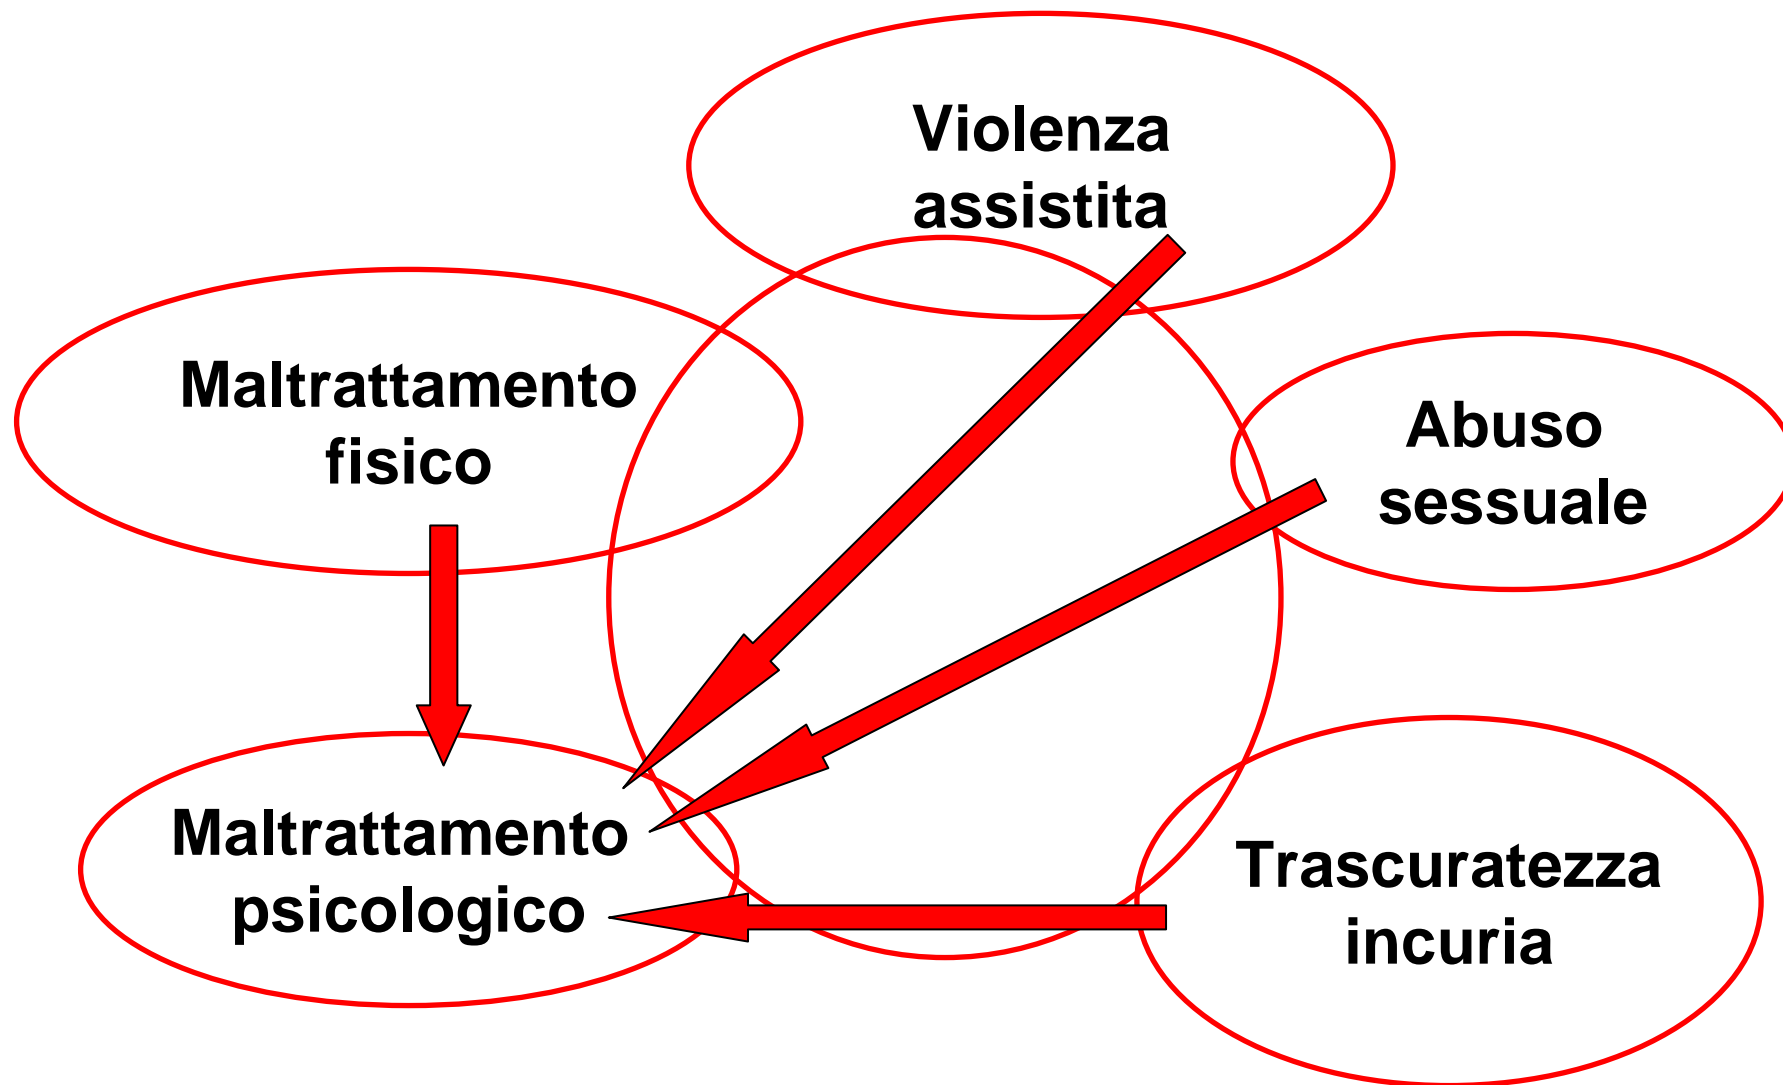 Violenza
assistita
Maltrattamento
fisico
Abuso
sessuale
Maltrattamento
psicologico
Trascuratezza
incuria